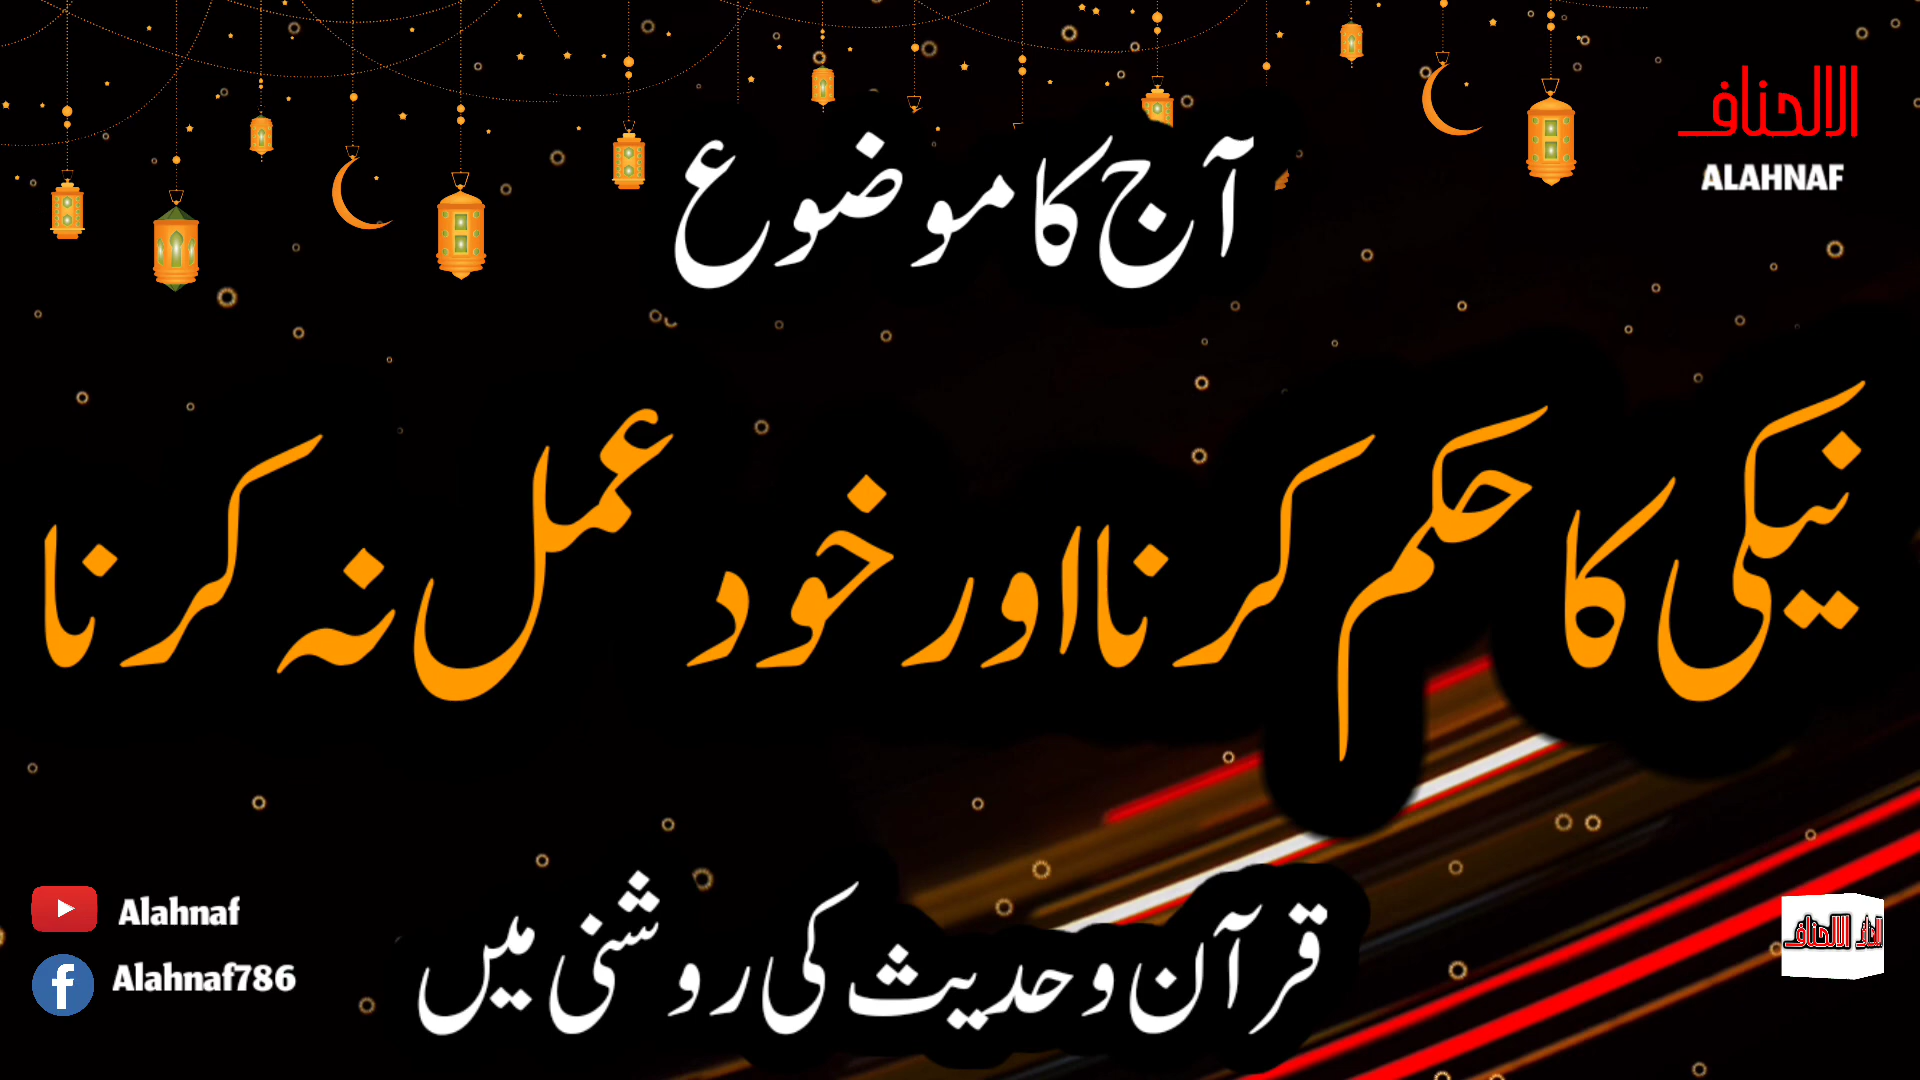 الالحناف
ALAHNAF
آج کا موضوع
نیکی کا حکم کرنا اور خود عمل نہ کرنا
قرآن و حدیث کی روشنی میں
Alahnaf
Alahnaf786